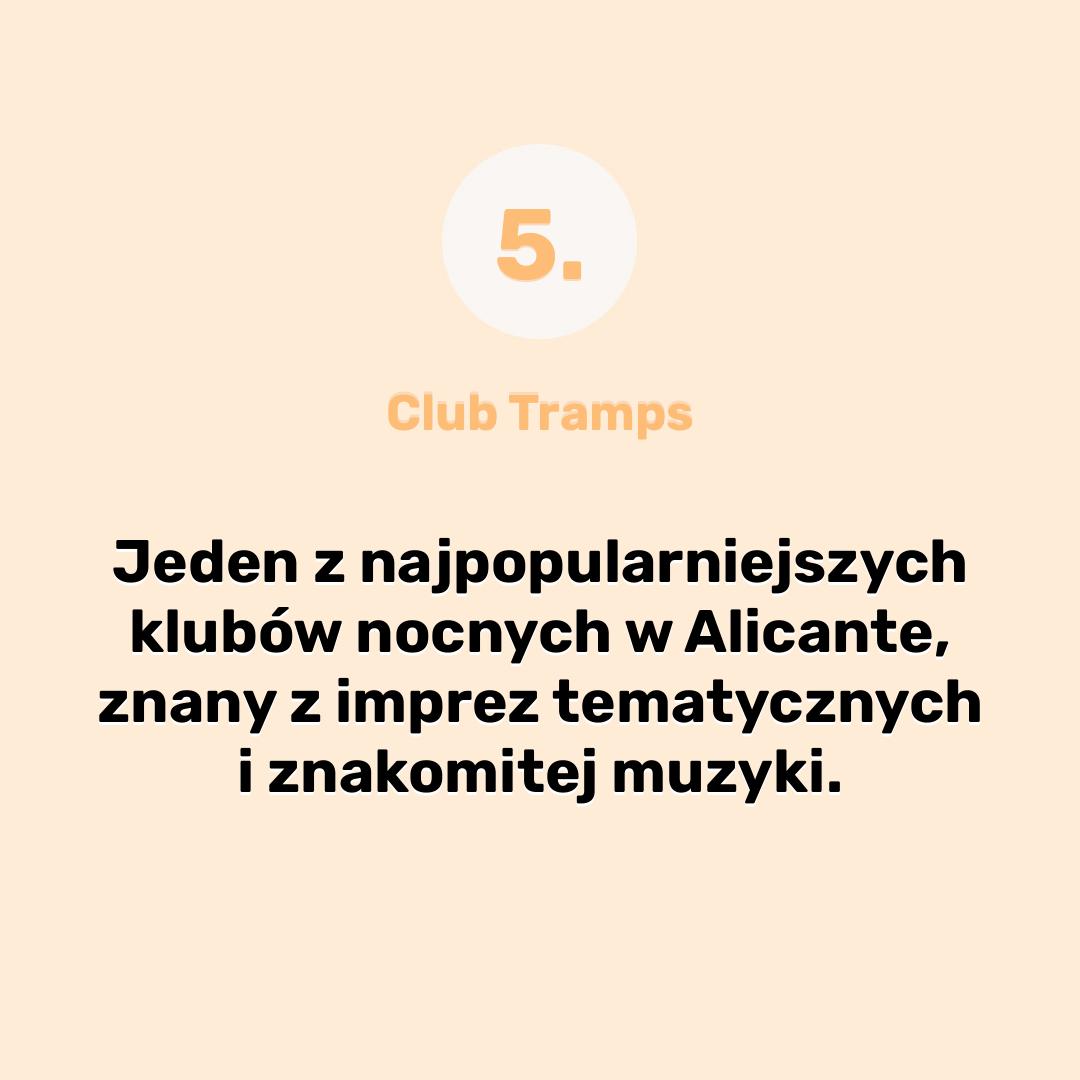 5.
Club Tramps
Jeden z najpopularniejszych
klubów nocnych w Alicante,
znany z imprez tematycznych
i znakomitej muzyki.